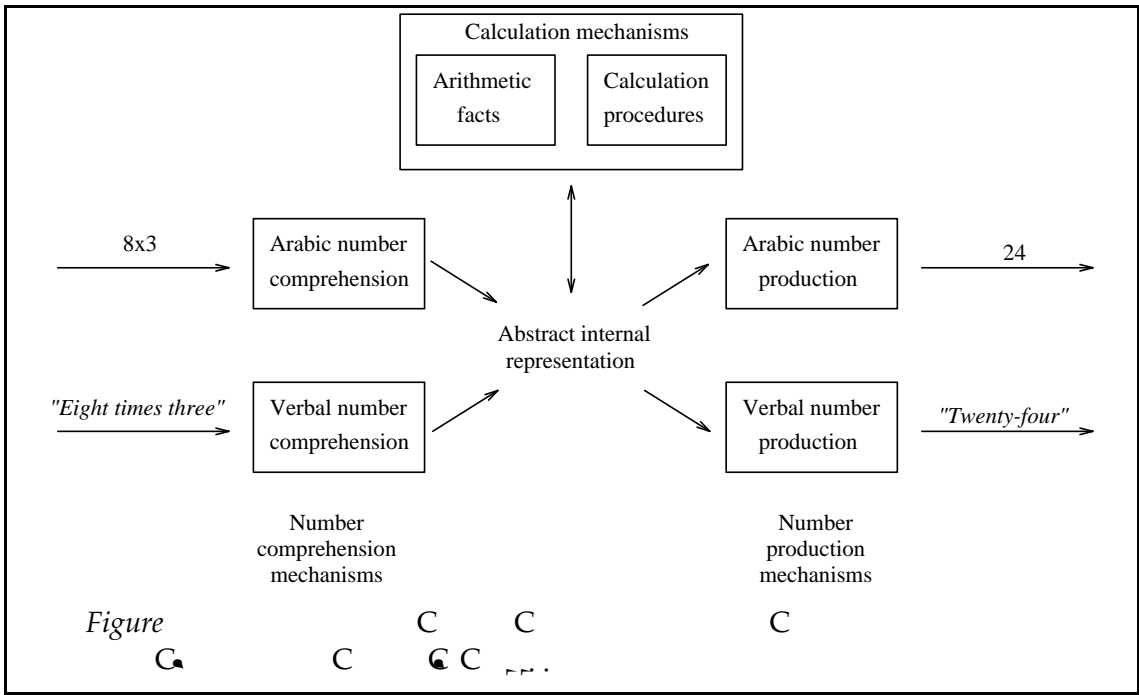 Calculation mechanisms
Arithmetic
facts
Calculation
procedures
8x3
Arabic number
comprehension
Arabic number
production
24
Abstract internal
representation
"Eight times three"
Verbal number
comprehension
Verbal number
production
"Twenty-four"
Number
comprehension
mechanisms
Number
production
mechanisms
Figure C C C
C C C C